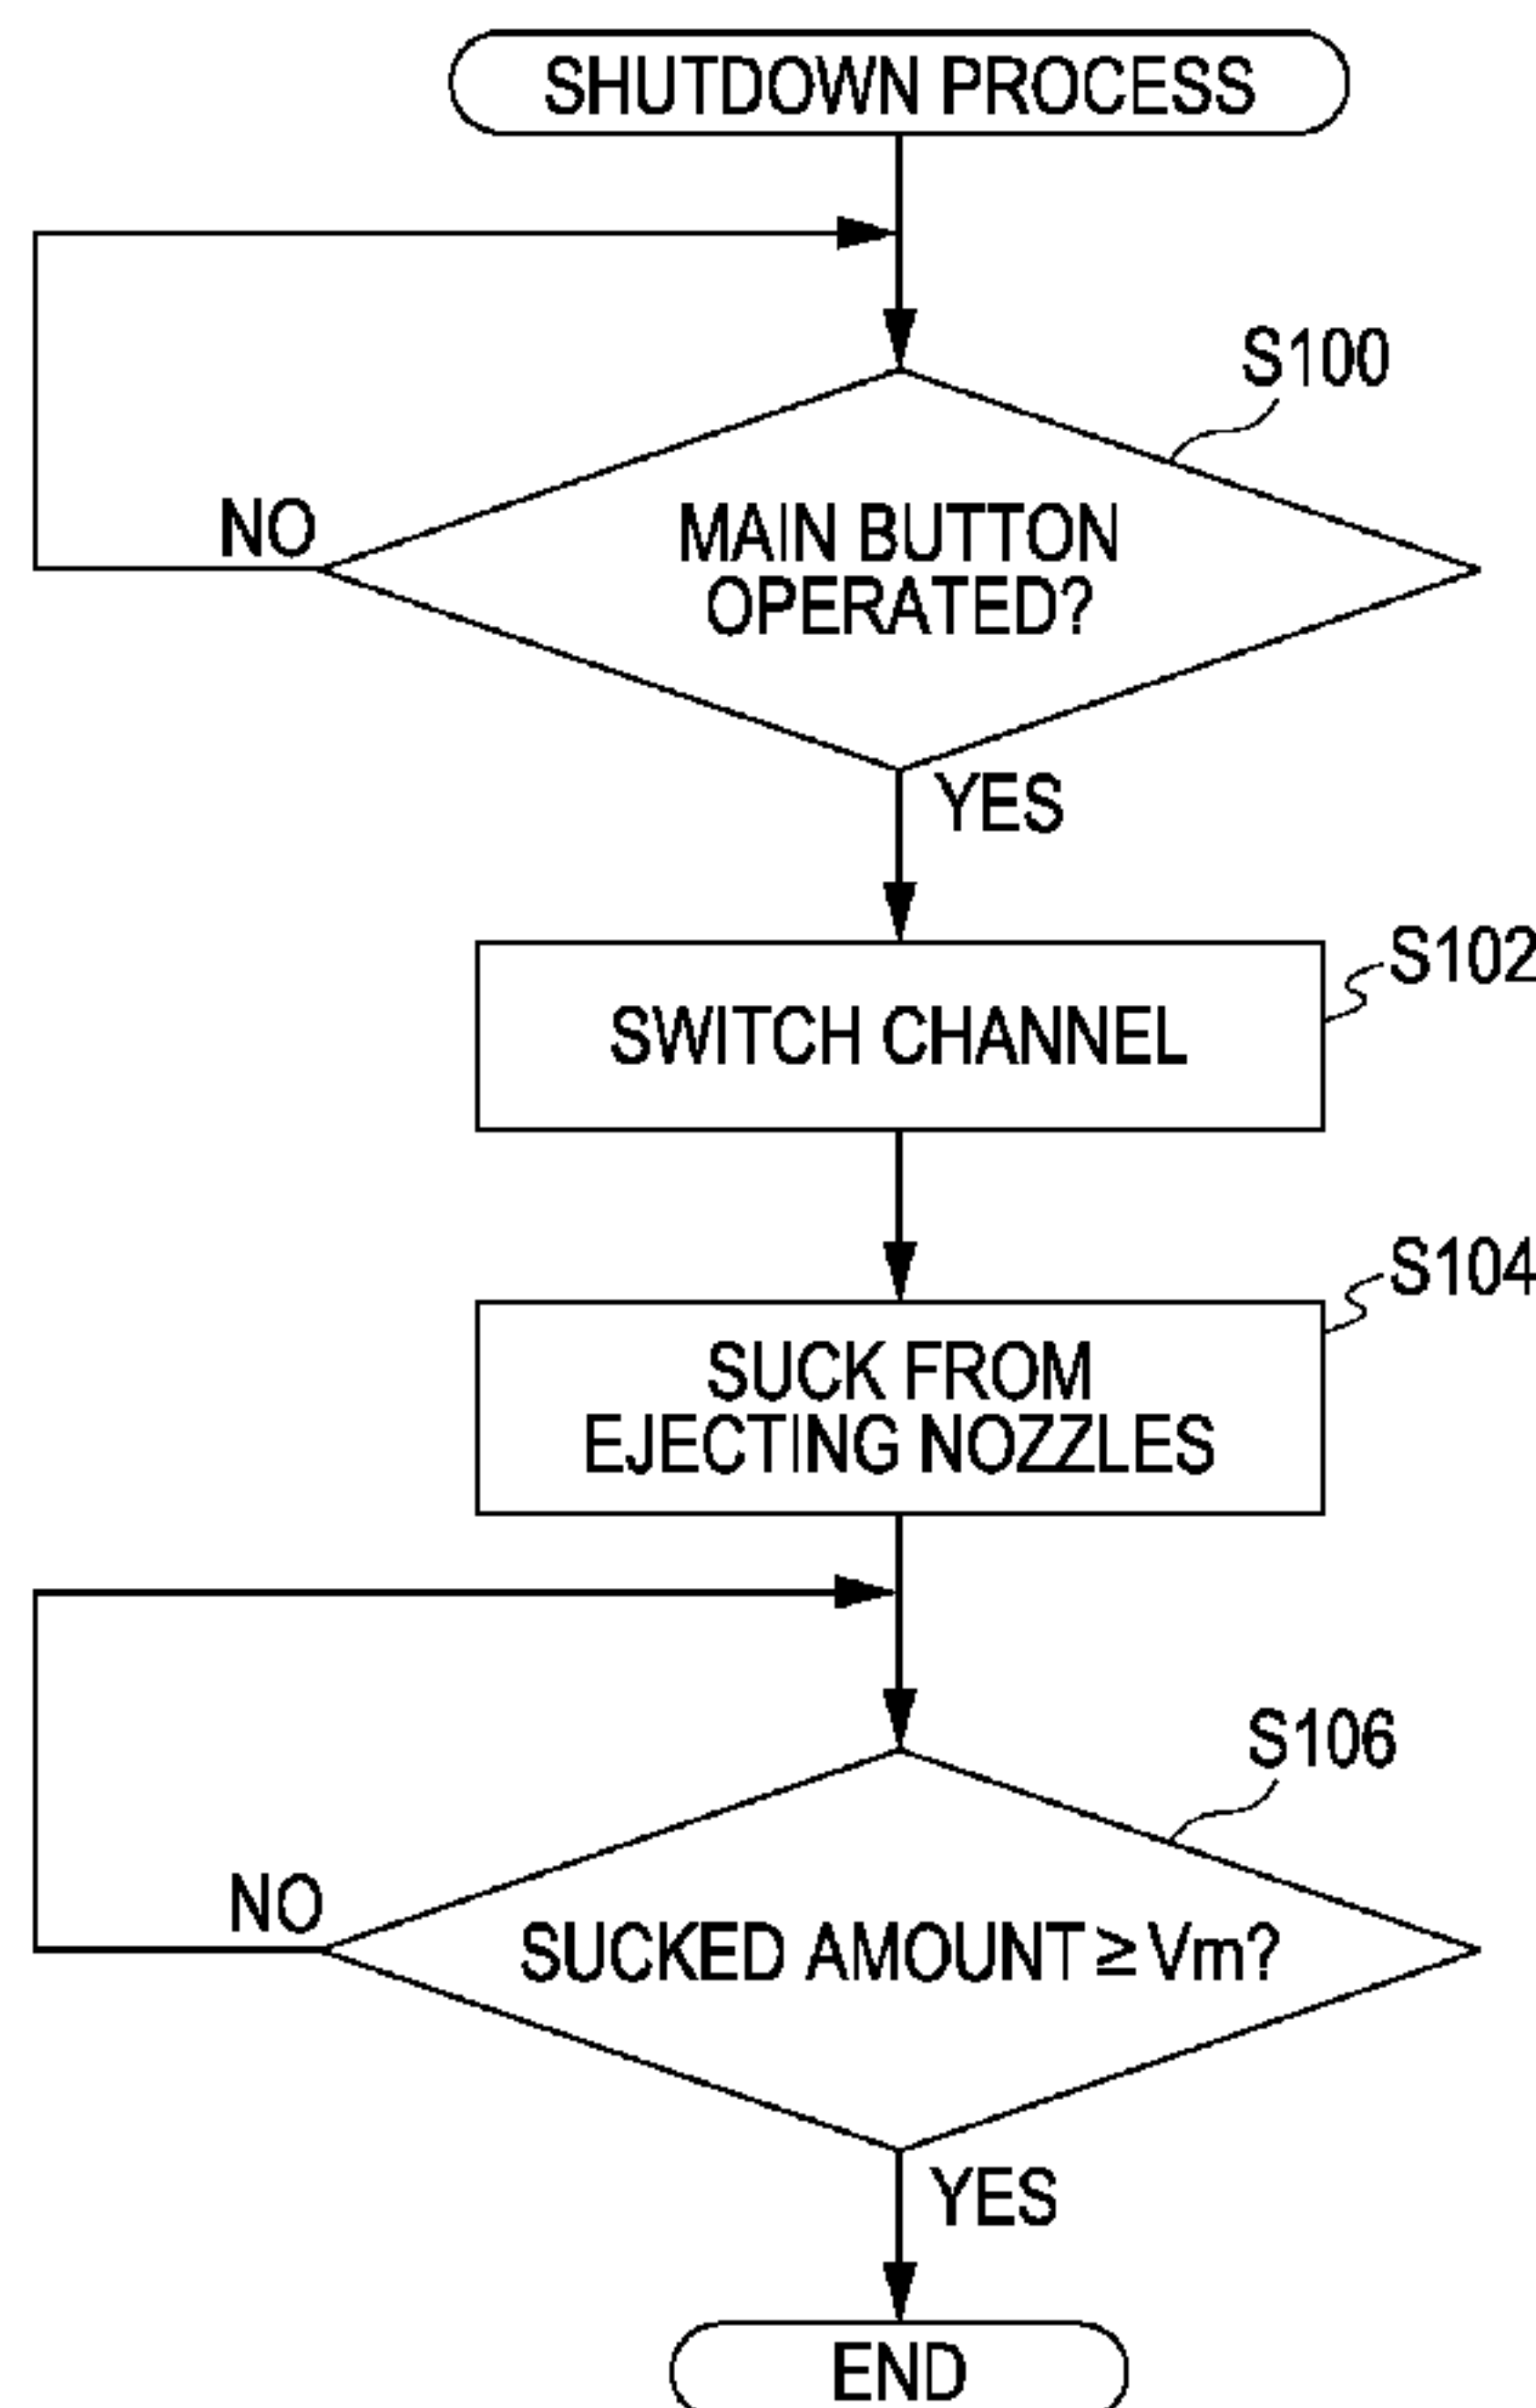 SHUTDOWN PROCESS
S100
MAIN BUTTON
OPERATED?
NO
YES
S102
SWITCH CHANNEL
S104
SUCK FROM
EJECTING NOZZLES
S106
NO
SUCKED AMOUNT ≥ Vm?
YES
END